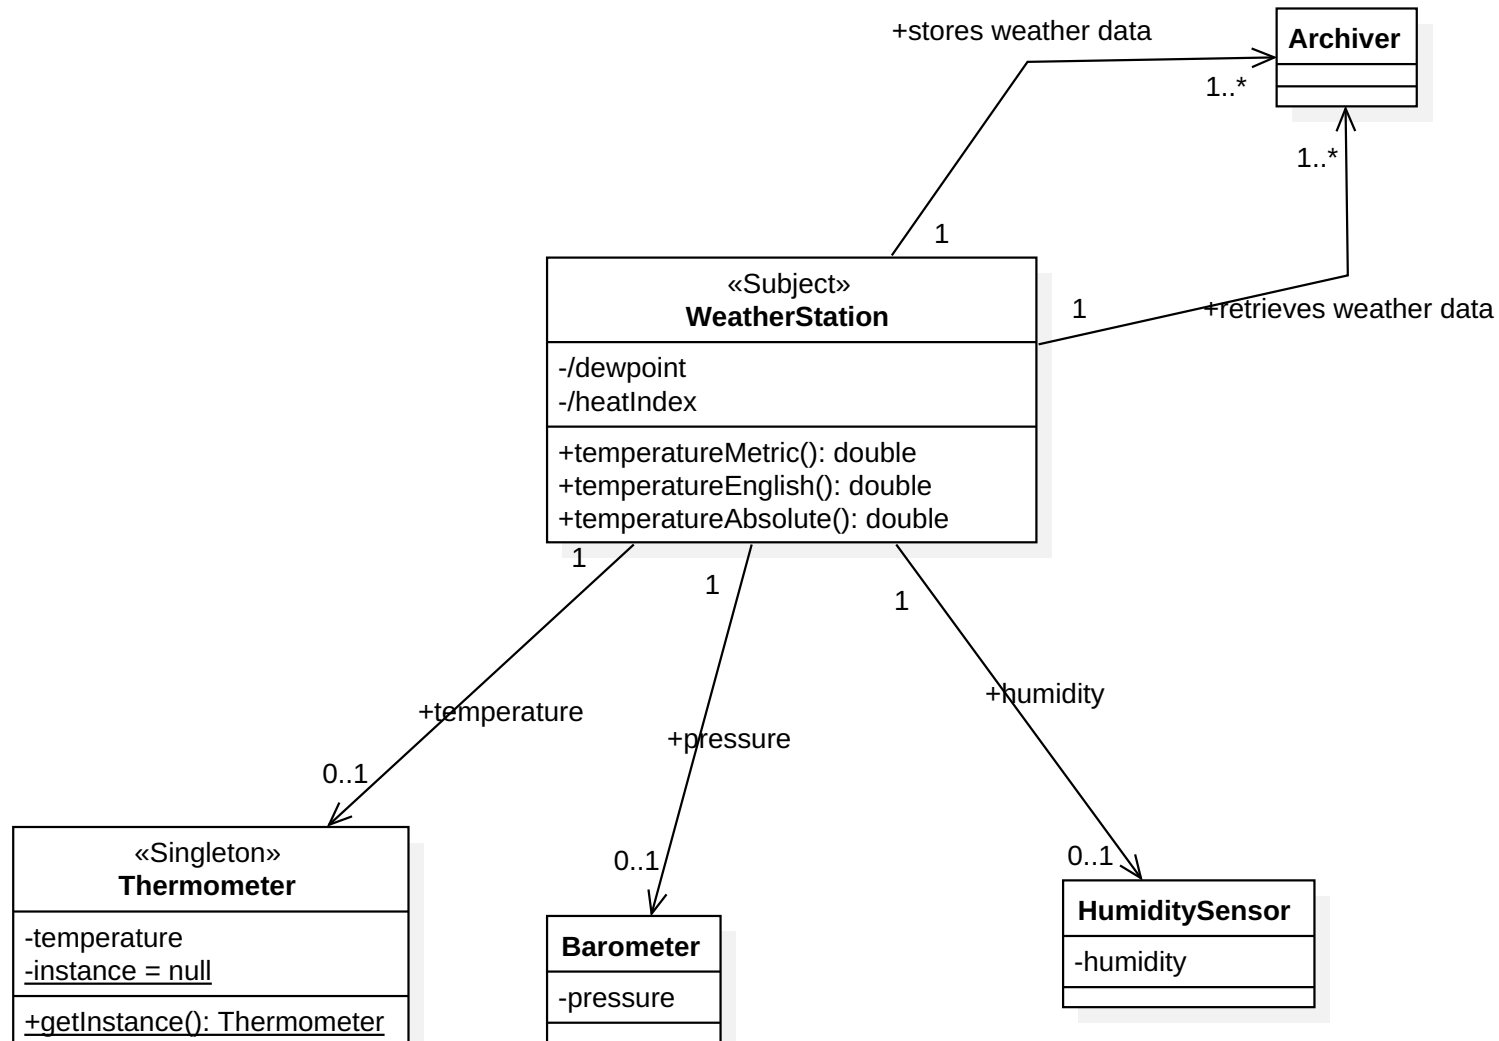 +stores weather data
Archiver
1..*
1..*
1
«Subject»
WeatherStation
1
+retrieves weather data
-/dewpoint
-/heatIndex
+temperatureMetric(): double
+temperatureEnglish(): double
+temperatureAbsolute(): double
1
1
1
+temperature
+pressure
+humidity
0..1
0..1
0..1
«Singleton»
Thermometer
-temperature
-instance = null
+getInstance(): Thermometer
Barometer
-pressure
HumiditySensor
-humidity